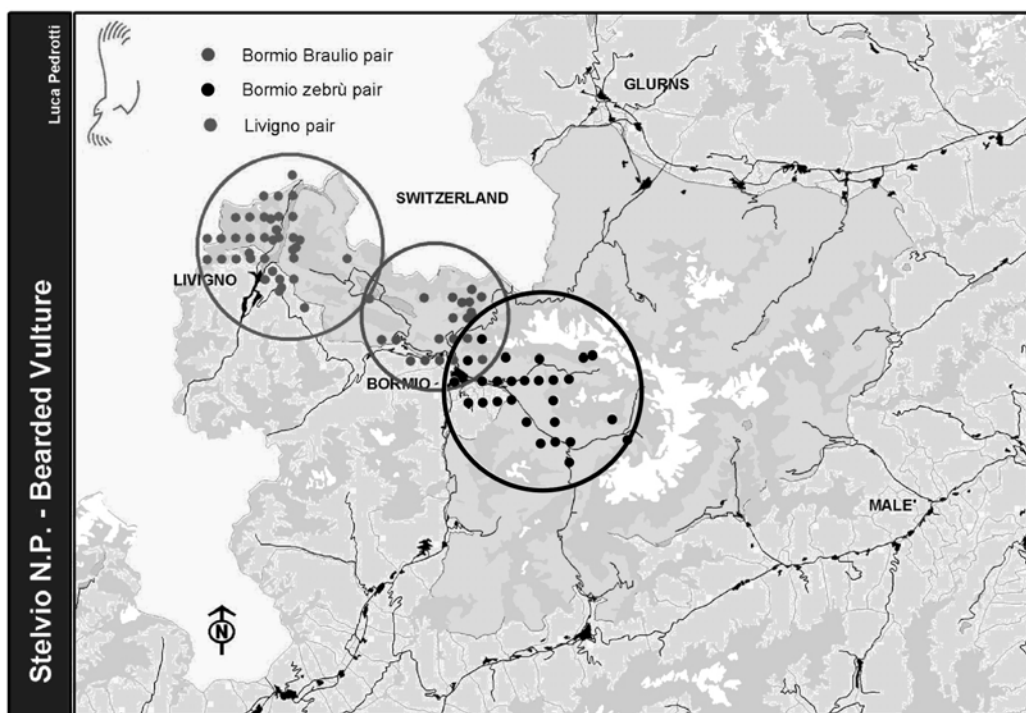 Stelvio N.P. - Bearded Vulture
Luca Pedrotti
Bormio Braulio pair
Bormio zebrù pair
Livigno pair
GLURNS
SWITZERLAND
LIVIGNO
BORMIO
MALE'
N